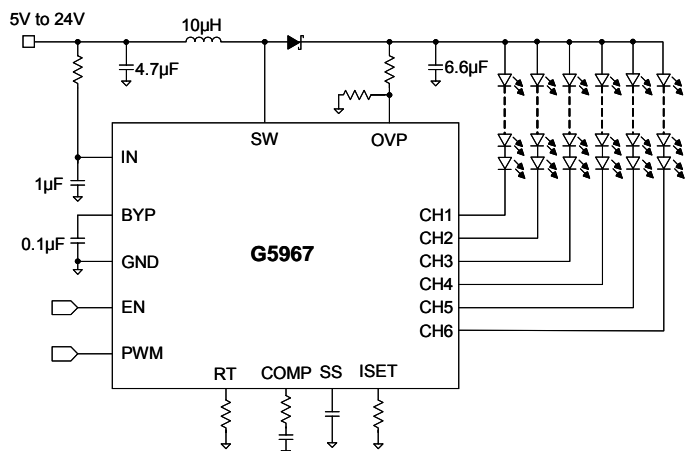 5V to 24V
10µH
4.7µF
6.6µF
SW
OVP
IN
1µF
BYP
0.1µF
GND
G5967
CH1
CH2
CH3
CH4
CH5
CH6
EN
PWM
RT
COMP
SS
ISET